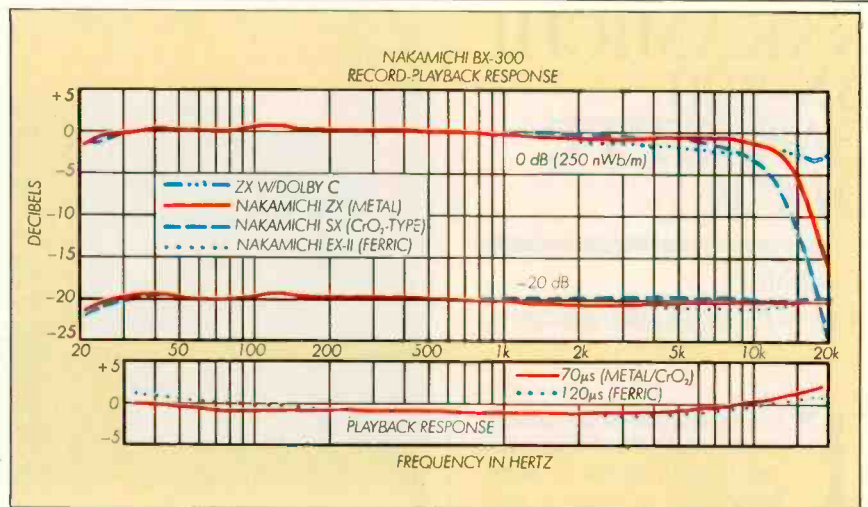 NAKAMICHI BX-300
RECORD-PLAYBACK RESPONSE
+5
0
-5
-10
-15
-20
-25
DECIBELS
0 dB (250 nWb/m)
ZX W/DOLBY C
NAKAMICHI ZX (METAL)
NAKAMICHI SX (CrO₂-TYPE)
NAKAMICHI EX-II (FERRIC)
-20 dB
20 50 100 200 500 1k 2k 5k 10k 20k
+5
0
-5
70µs (METAL/CrO₂)
120µs (FERRIC)
PLAYBACK RESPONSE
FREQUENCY IN HERTZ